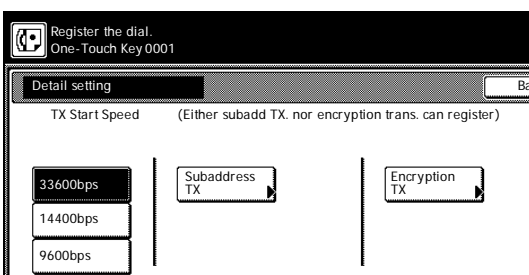 Register the dial.
One-Touch Key 0001
Detail setting
TX Start Speed
(Either subadd TX. nor encryption trans. can register)
33600bps
14400bps
9600bps
Subaddress
TX
Encryption
TX